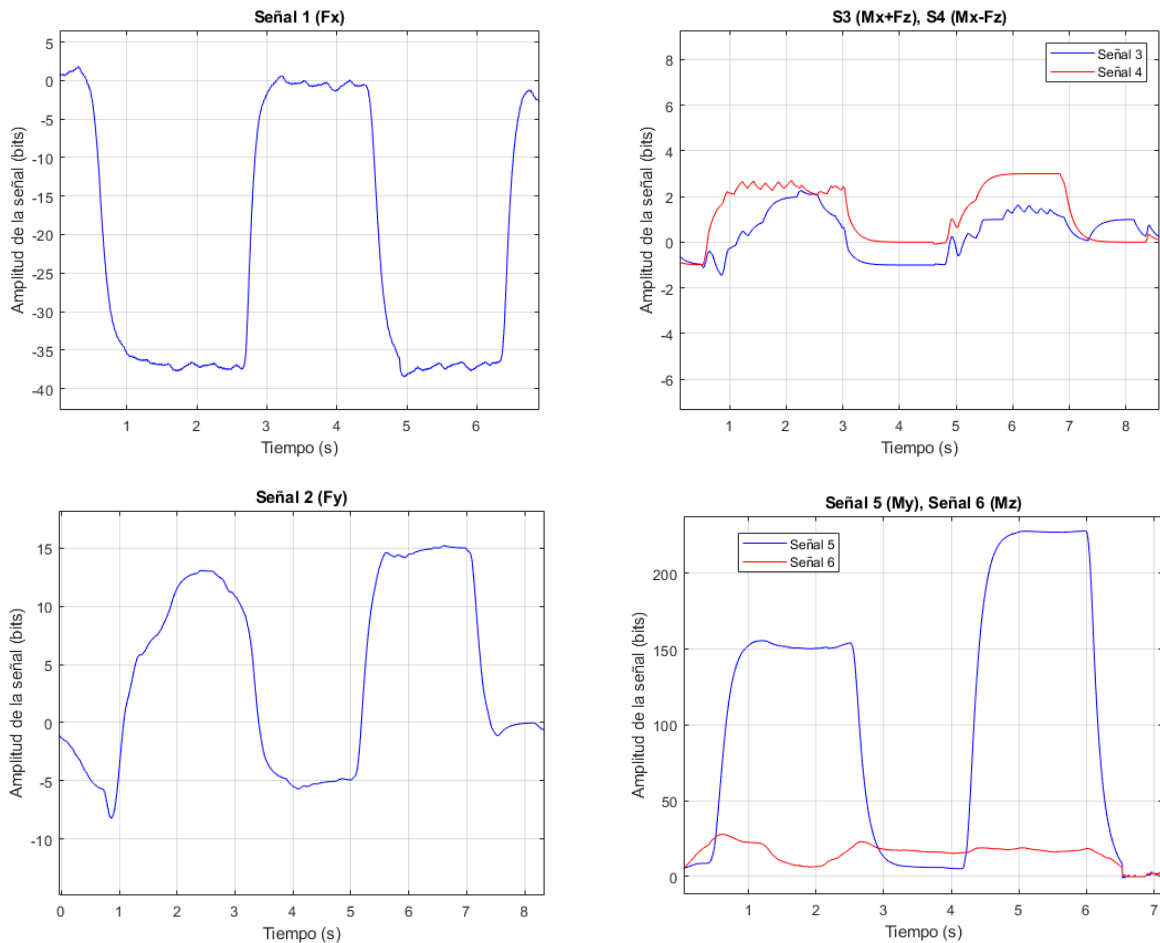 Señal 1 (Fx)
Amplitud de la señal (bits)
5
0
-5
-10
-15
-20
-25
-30
-35
-40
1 2 3 4 5 6
Tiempo (s)
S3 (Mx+Fz), S4 (Mx-Fz)
Señal 3
Señal 4
Amplitud de la señal (bits)
8
6
4
2
0
-2
-4
-6
1 2 3 4 5 6 7 8
Tiempo (s)
Señal 2 (Fy)
Amplitud de la señal (bits)
15
10
5
0
-5
-10
0 1 2 3 4 5 6 7 8
Tiempo (s)
Señal 5 (My), Señal 6 (Mz)
Señal 5
Señal 6
Amplitud de la señal (bits)
200
150
100
50
0
1 2 3 4 5 6 7
Tiempo (s)